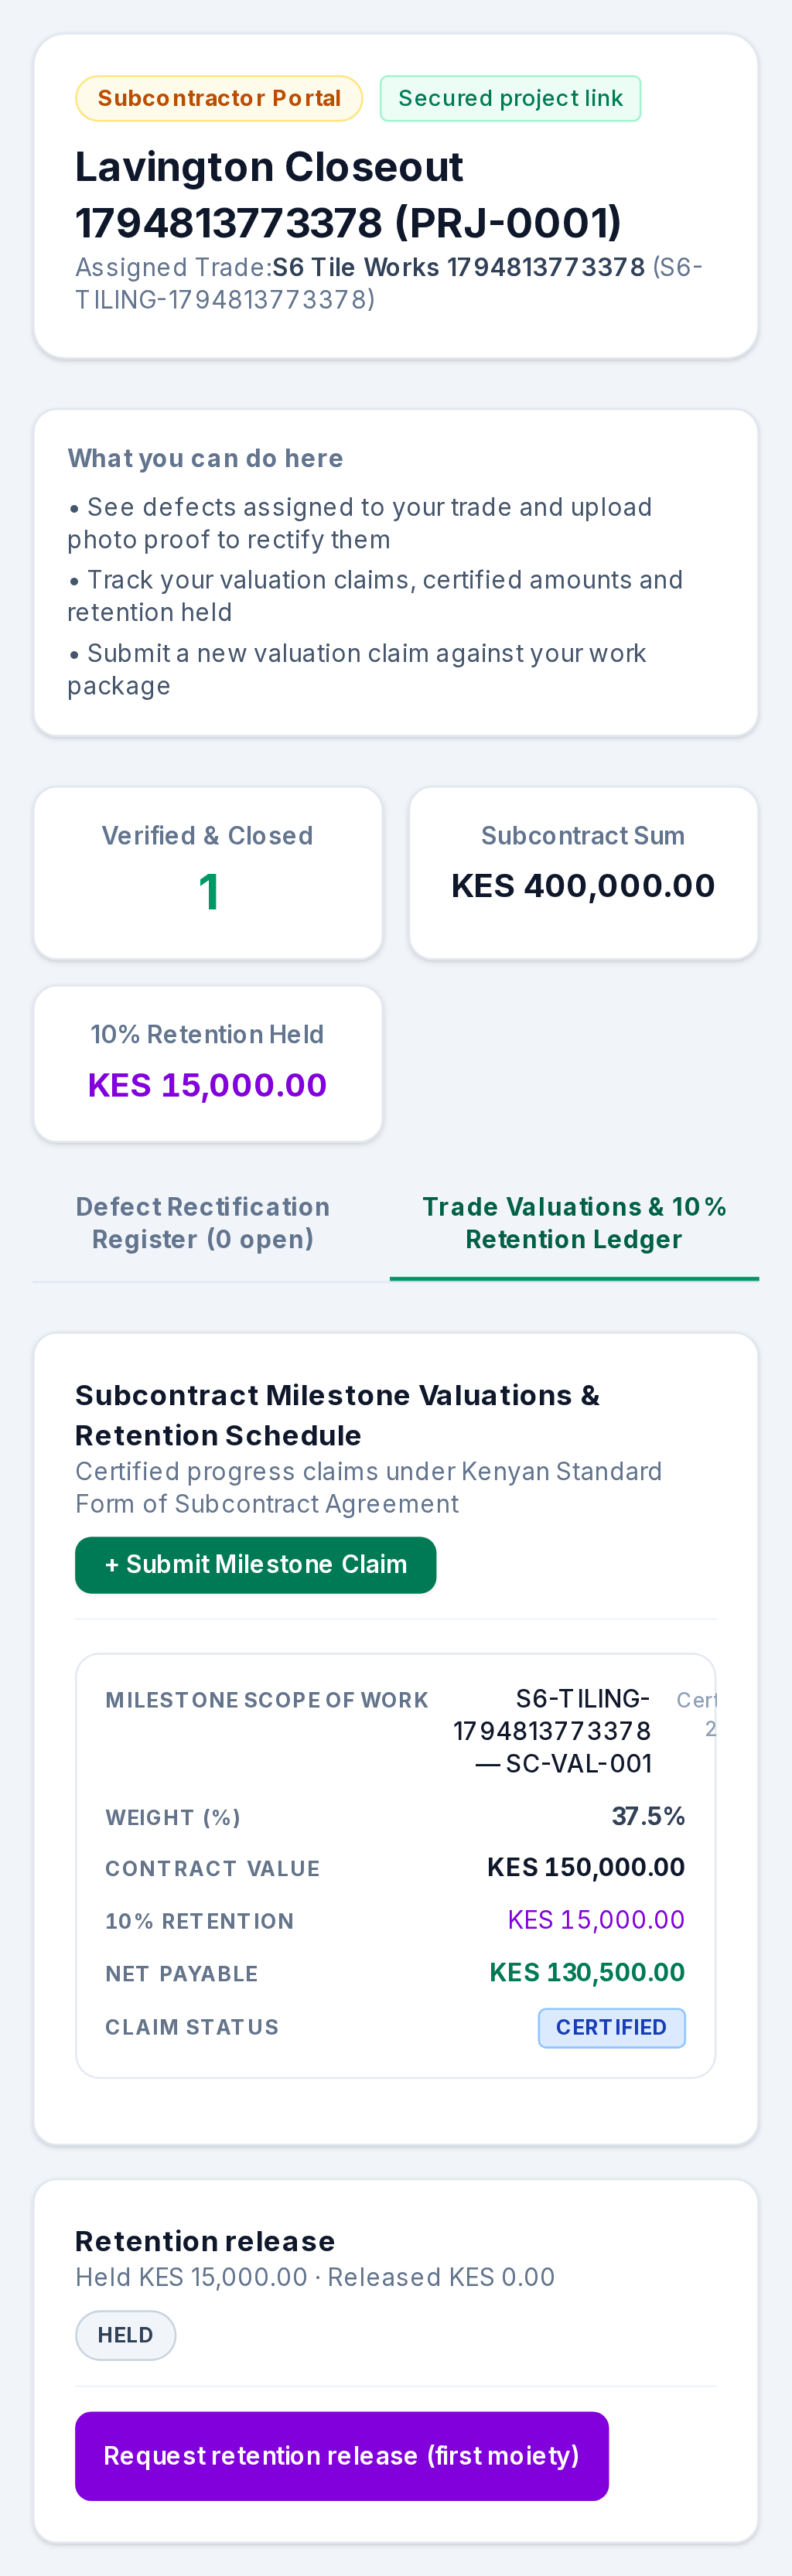 Subcontractor Portal
Secured project link
Lavington Closeout
1794813773378 (PRJ-0001)
Assigned Trade:S6 Tile Works 1794813773378 (S6-
TILING-1794813773378)
What you can do here
• See defects assigned to your trade and upload
photo proof to rectify them
• Track your valuation claims, certified amounts and
retention held
• Submit a new valuation claim against your work
package
Verified & Closed
1
Subcontract Sum
KES 400,000.00
10% Retention Held
KES 15,000.00
Defect Rectification
Register (0 open)
Trade Valuations & 10%
Retention Ledger
Subcontract Milestone Valuations &
Retention Schedule
Certified progress claims under Kenyan Standard
Form of Subcontract Agreement
+ Submit Milestone Claim
MILESTONE SCOPE OF WORK
S6-TILING-
1794813773378
— SC-VAL-001
WEIGHT (%)
37.5%
CONTRACT VALUE
KES 150,000.00
10% RETENTION
KES 15,000.00
NET PAYABLE
KES 130,500.00
CLAIM STATUS
CERTIFIED
Retention release
Held KES 15,000.00 · Released KES 0.00
HELD
Request retention release (first moiety)